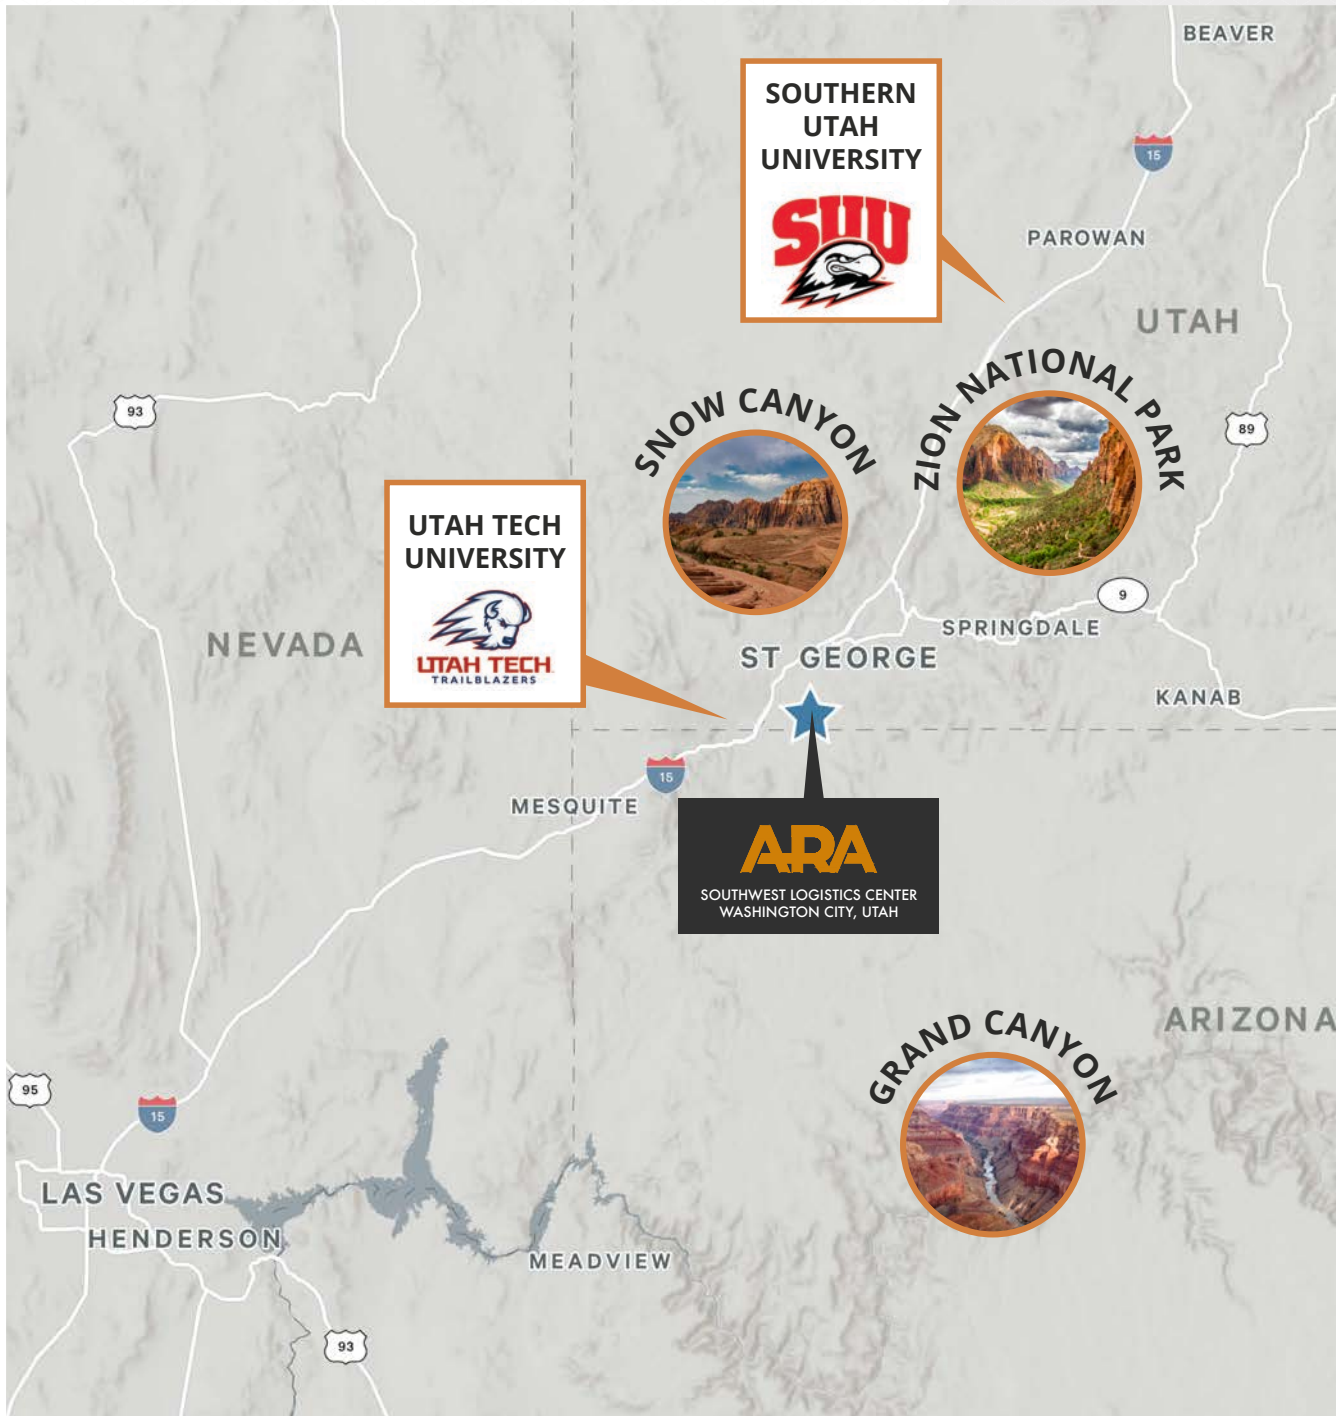 BEAVER
SOUTHERN
UTAH
UNIVERSITY
SUU
15
PAROWAN
UTAH
ZION NATIONAL PARK
SNOW CANYON
93
89
UTAH TECH
UNIVERSITY
UTAH TECH
TRAILBLAZERS
9
SPRINGDALE
NEVADA
ST GEORGE
KANAB
15
MESQUITE
ARA
SOUTHWEST LOGISTICS CENTER
WASHINGTON CITY, UTAH
ARIZONA
GRAND CANYON
95
15
LAS VEGAS
HENDERSON
MEADVIEW
93